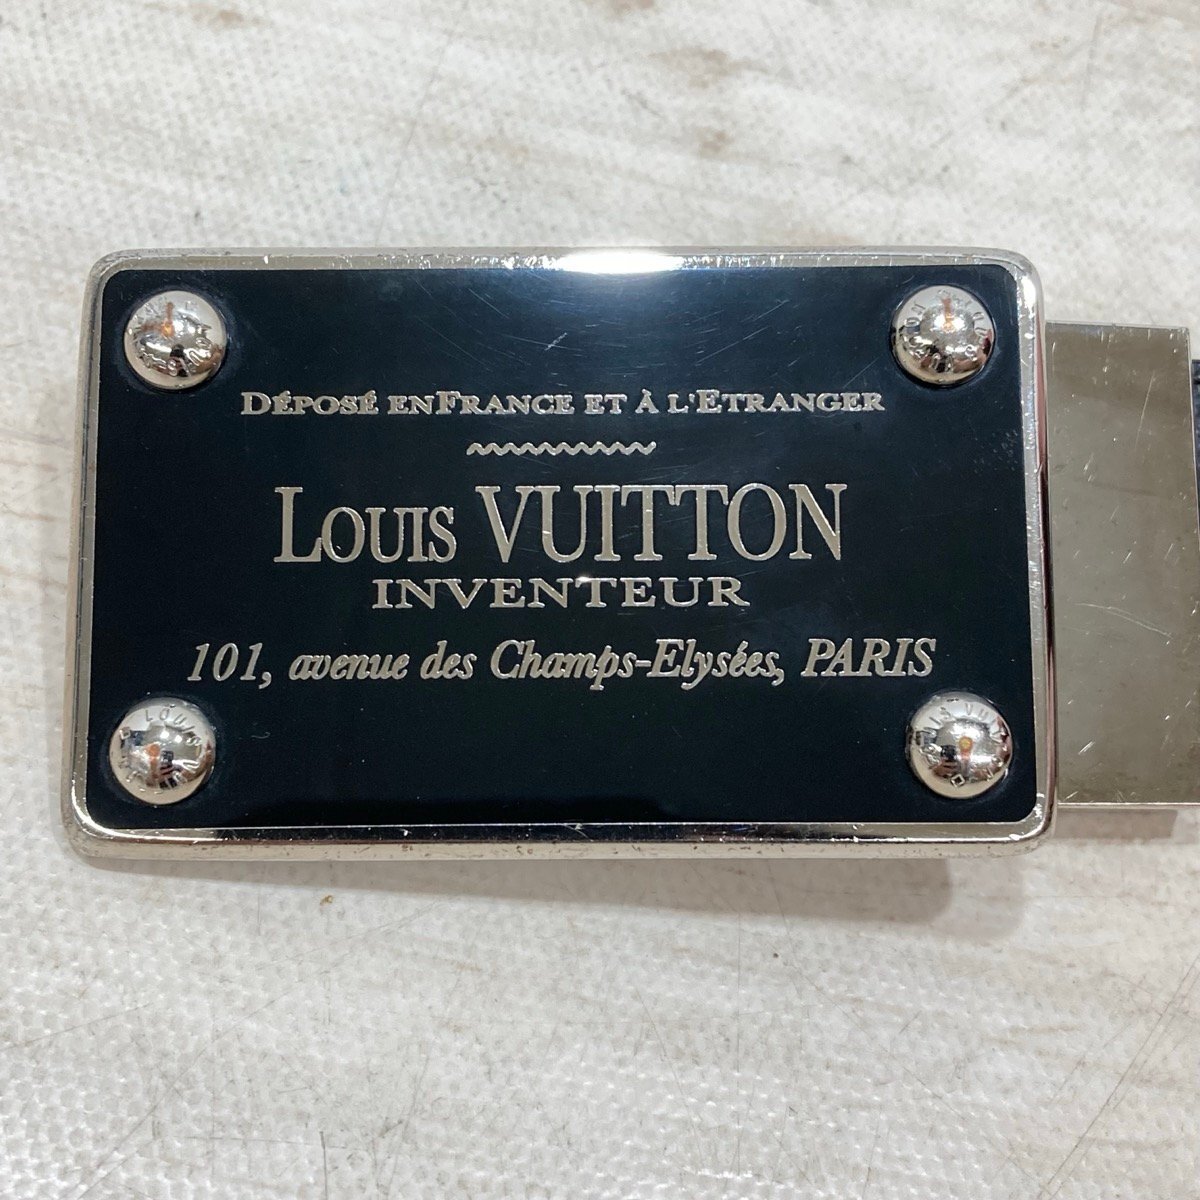 DÉPOSÉ ENFRANCE ET À L'ETRANGER
LOUIS VUITTON
INVENTEUR
101, avenue des Champs-Elysées, PARIS